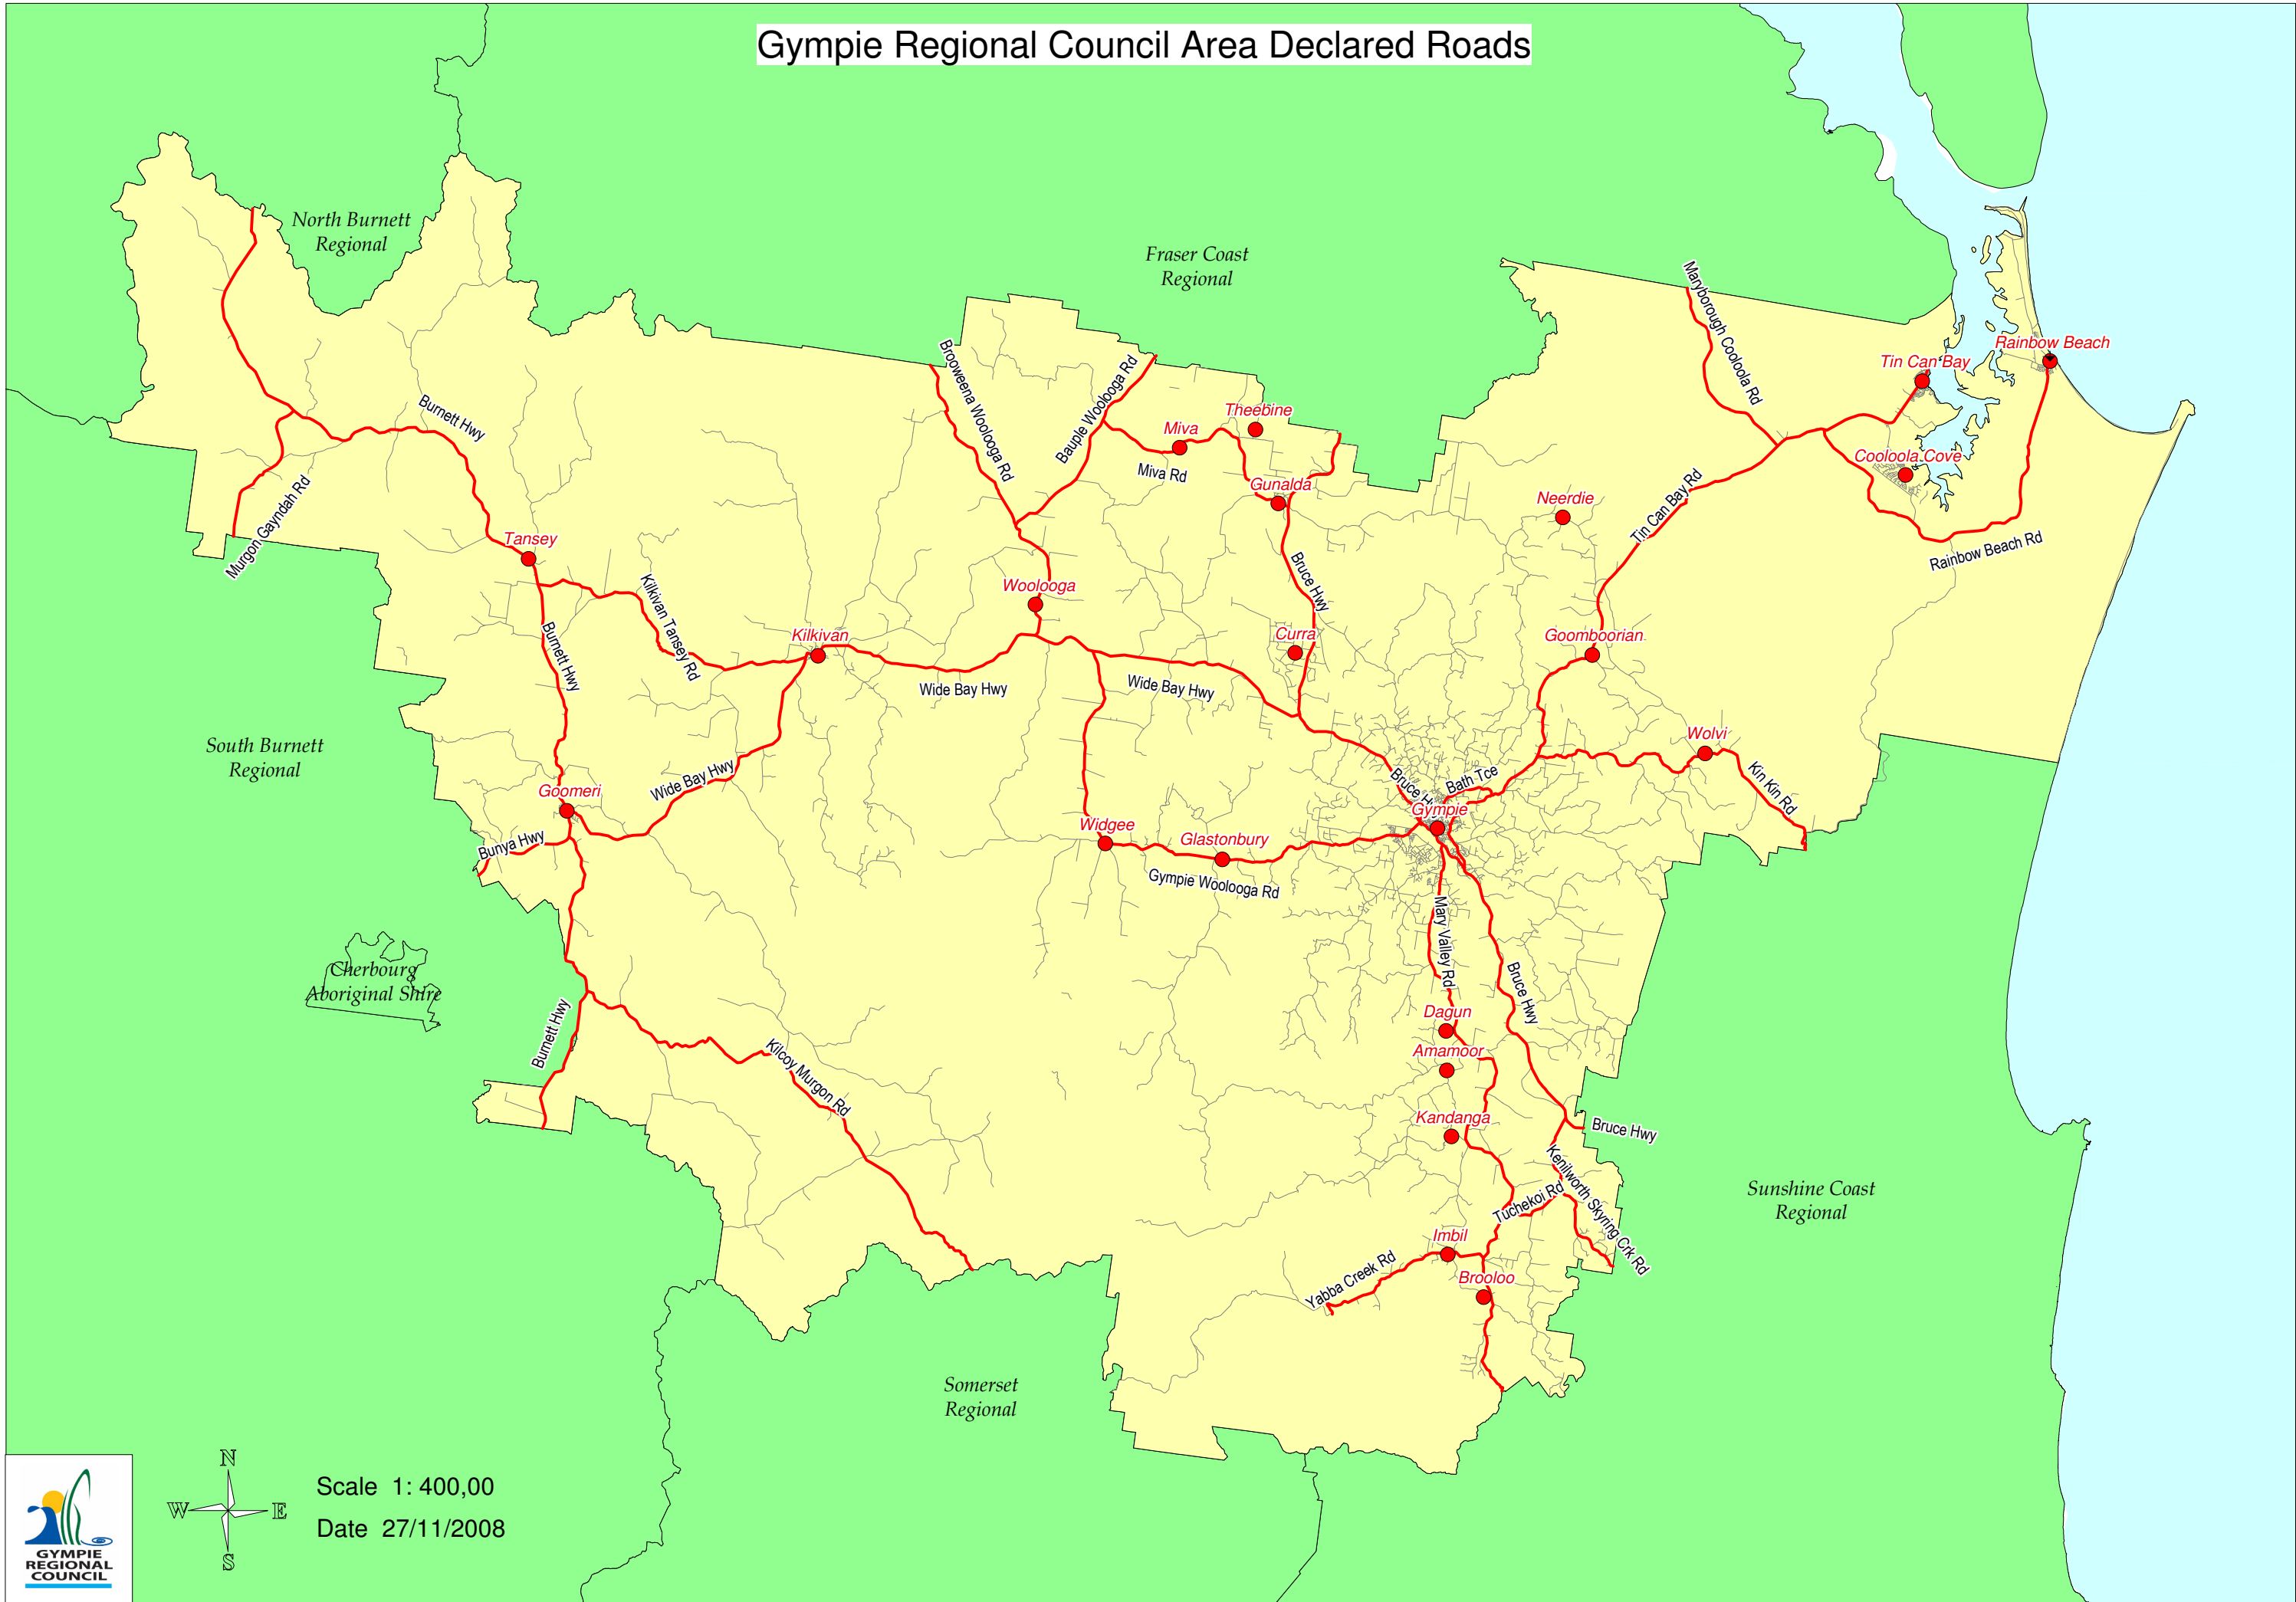 Gympie Regional Council Area Declared Roads
North Burnett
Regional
Fraser Coast
Regional
Maryborough Cooloola Rd
Rainbow Beach
Tin Can Bay
Broweena Woolooga Rd
Bauple Woolooga Rd
Burnett Hwy
Theebine
Miva
Miva Rd
Cooloola Cove
Gunalda
Neerdie
Tin Can Bay Rd
Murgon Gayndah Rd
Tansey
Rainbow Beach Rd
Bruce Hwy
Woolooga
Kilkivan Tansey Rd
Kilkivan
Curra
Goomboorian
Burnett Hwy
Wide Bay Hwy
Wide Bay Hwy
South Burnett
Regional
Wolvi
Kin Kin Rd
Wide Bay Hwy
Bruce H
Bath Tce
Goomeri
Gympie
Widgee
Glastonbury
Bunya Hwy
Gympie Woolooga Rd
Mary Valley Rd
Cherbourg
Aboriginal Shire
Bruce Hwy
Dagun
Burnett Hwy
Amamoor
Kilcoy Murgon Rd
Kandanga
Bruce Hwy
Kenilworth Skyring Crk Rd
Tuchekoi Rd
Sunshine Coast
Regional
Imbil
Yabba Creek Rd
Brooloo
Somerset
Regional
N
W
E
S
Scale 1: 400,00
Date 27/11/2008
GYMPIE
REGIONAL
COUNCIL